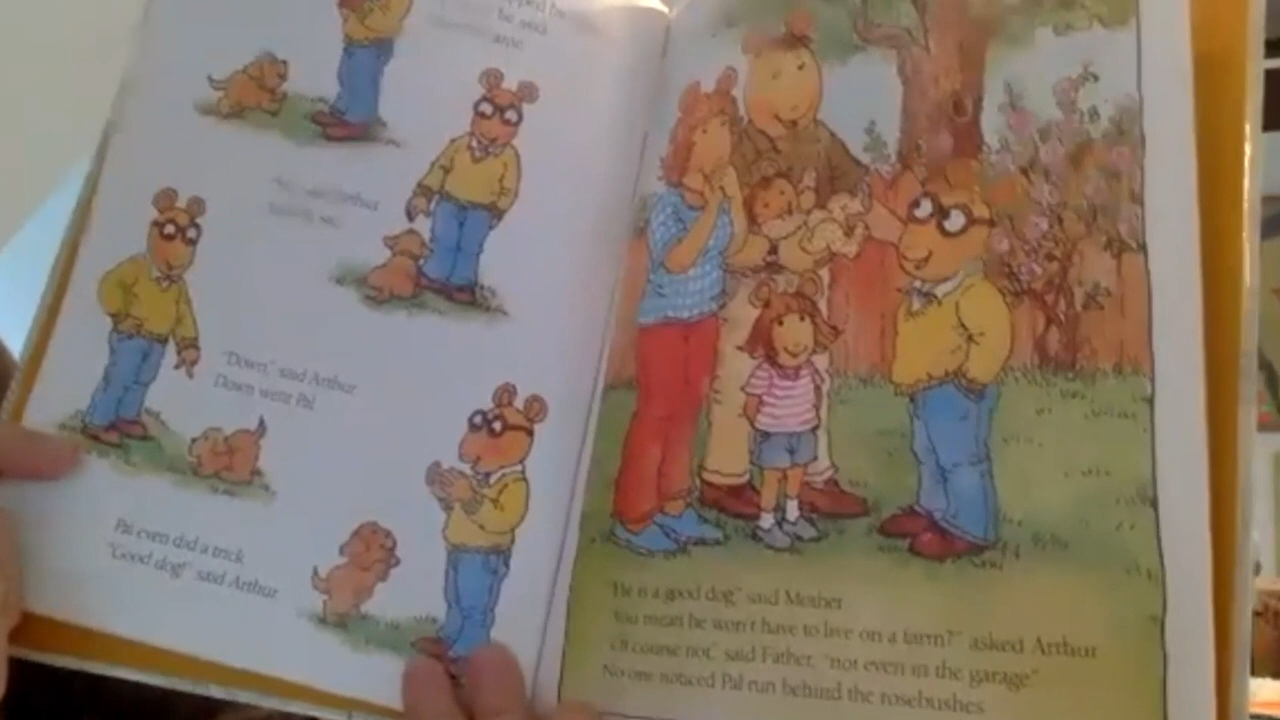 he said
"Down," said Arthur
Down went Pal
Pal even did a trick
"Good dog!" said Arthur
"He is a good dog," said Mother
"You mean he won't have to live on a farm?" asked Arthur
"Of course not," said Father, "not even in the garage"
No one noticed Pal run behind the rosebushes